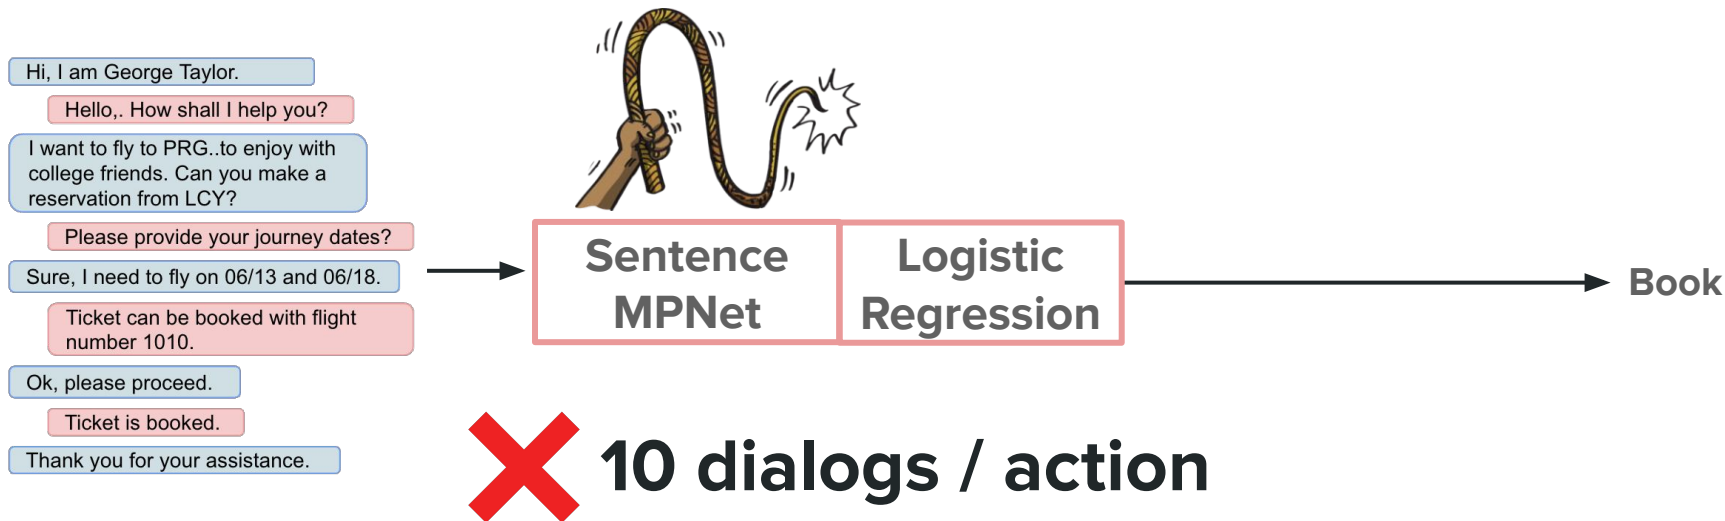 Hi, I am George Taylor.
Hello,. How shall I help you?
I want to fly to PRG..to enjoy with
college friends. Can you make a
reservation from LCY?
Please provide your journey dates?
Sure, I need to fly on 06/13 and 06/18.
Ticket can be booked with flight
number 1010.
Ok, please proceed.
Ticket is booked.
Thank you for your assistance.
Sentence
MPNet
Logistic
Regression
Book
10 dialogs / action